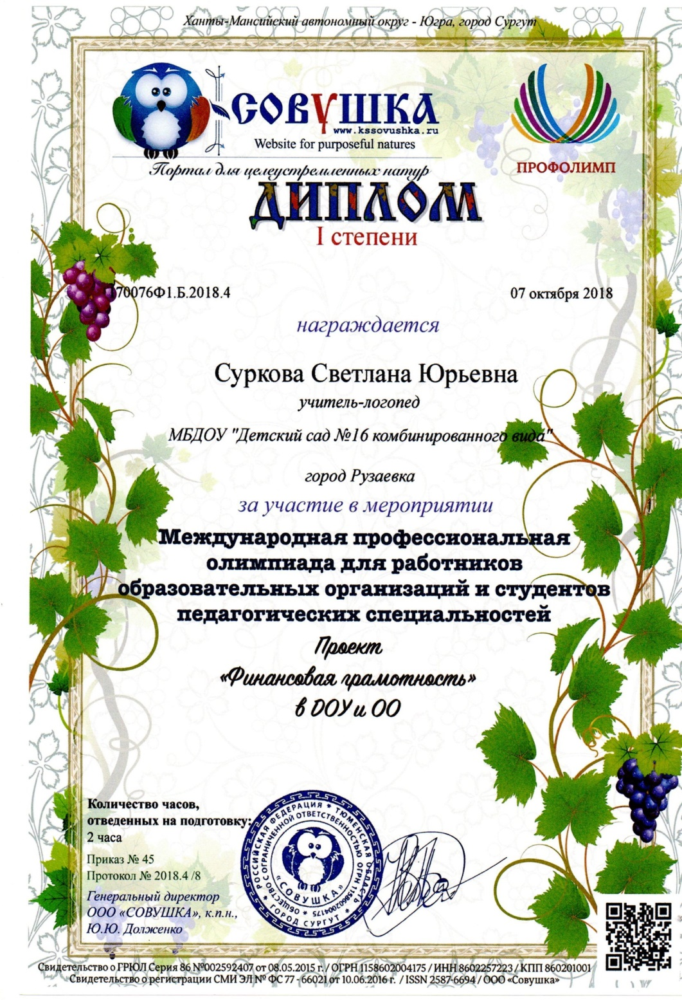 Ханты-Мансийский автономный округ - Югра, город Сургут
СОВУШКА
www.kssovushka.ru
Website for purposeful natures
Портал для целеустремленных натур
ПРОФОЛИМП
ДИПЛОМ
I степени
170076Ф1.Б.2018.4
07 октября 2018
награждается
Суркова Светлана Юрьевна
учитель-логопед
МБДОУ "Детский сад №16 комбинированного вида"
город Рузаевка
за участие в мероприятии
Международная профессиональная
олимпиада для работников
образовательных организаций и студентов
педагогических специальностей
Проект
«Финансовая грамотность»
в ДОУ и ОО
Количество часов,
отведенных на подготовку:
2 часа
Приказ № 45
Протокол № 2018.4 /8
Генеральный директор
ООО «СОВУШКА», к.п.н.,
Ю.Ю. Долженко
РОССИЙСКАЯ ФЕДЕРАЦИЯ * ТЮМЕНСКАЯ ОБЛАСТЬ * ГОРОД СУРГУТ *
ОБЩЕСТВО С ОГРАНИЧЕННОЙ ОТВЕТСТВЕННОСТЬЮ ОГРН 1158602004175 *
«СОВУШКА»
Свидетельство о ГРЮЛ Серия 86 №002592407 от 08.05.2015 г. / ОГРН 1158602004175 / ИНН 8602257223 / КПП 860201001
Свидетельство о регистрации СМИ ЭЛ № ФС 77 - 66021 от 10.06.2016 г. / ISSN 2587-6694 / ООО «Совушка»